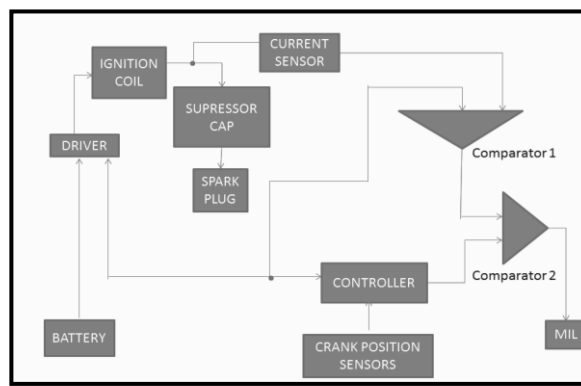 IGNITION
COIL
CURRENT
SENSOR
SUPRESSOR
CAP
DRIVER
Comparator 1
SPARK
PLUG
Comparator 2
CONTROLLER
BATTERY
MIL
CRANK POSITION
SENSORS